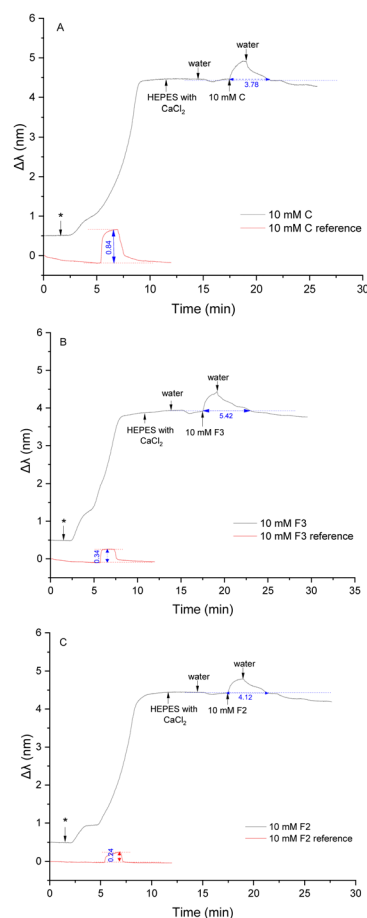 A
5
4
3
2
1
0
Δλ (nm)
water
water
3.78
HEPES with
CaCl₂
10 mM C
*
0.84
10 mM C
10 mM C reference
0 5 10 15 20 25 30
Time (min)
B
5
4
3
2
1
0
Δλ (nm)
water
water
5.42
HEPES with
CaCl₂
10 mM F3
*
0.34
10 mM F3
10 mM F3 reference
0 5 10 15 20 25 30
Time (min)
C
6
5
4
3
2
1
0
Δλ (nm)
water
water
4.12
HEPES with
CaCl₂
10 mM F2
*
0.24
10 mM F2
10 mM F2 reference
0 5 10 15 20 25 30
Time (min)